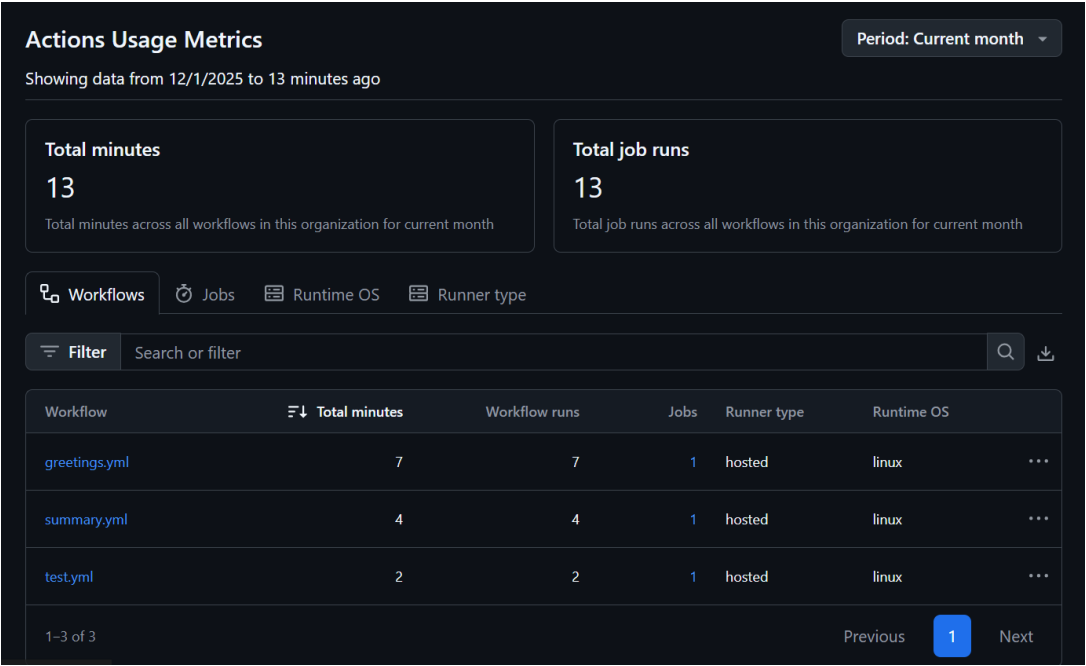 Actions Usage Metrics
Period: Current month
Showing data from 12/1/2025 to 13 minutes ago
Total minutes
13
Total minutes across all workflows in this organization for current month
Total job runs
13
Total job runs across all workflows in this organization for current month
Workflows Jobs Runtime OS Runner type
Filter Search or filter
Workflow Total minutes Workflow runs Jobs Runner type Runtime OS
greetings.yml 7 7 1 hosted linux
summary.yml 4 4 1 hosted linux
test.yml 2 2 1 hosted linux
1–3 of 3 Previous 1 Next